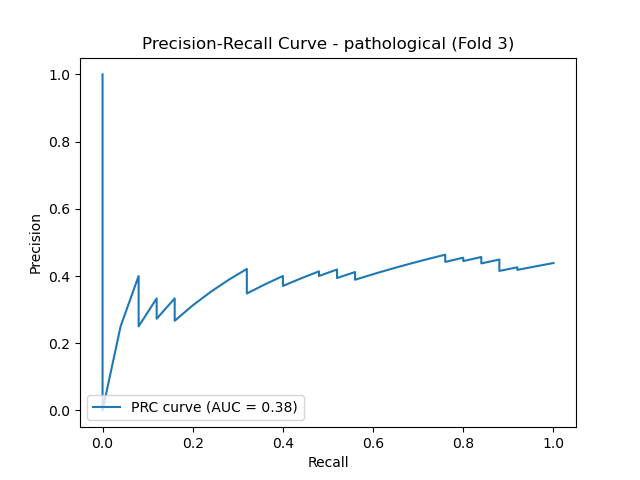 Precision-Recall Curve - pathological (Fold 3)
1.0
0.8
0.6
0.4
0.2
0.0
Precision
PRC curve (AUC = 0.38)
0.0 0.2 0.4 0.6 0.8 1.0
Recall